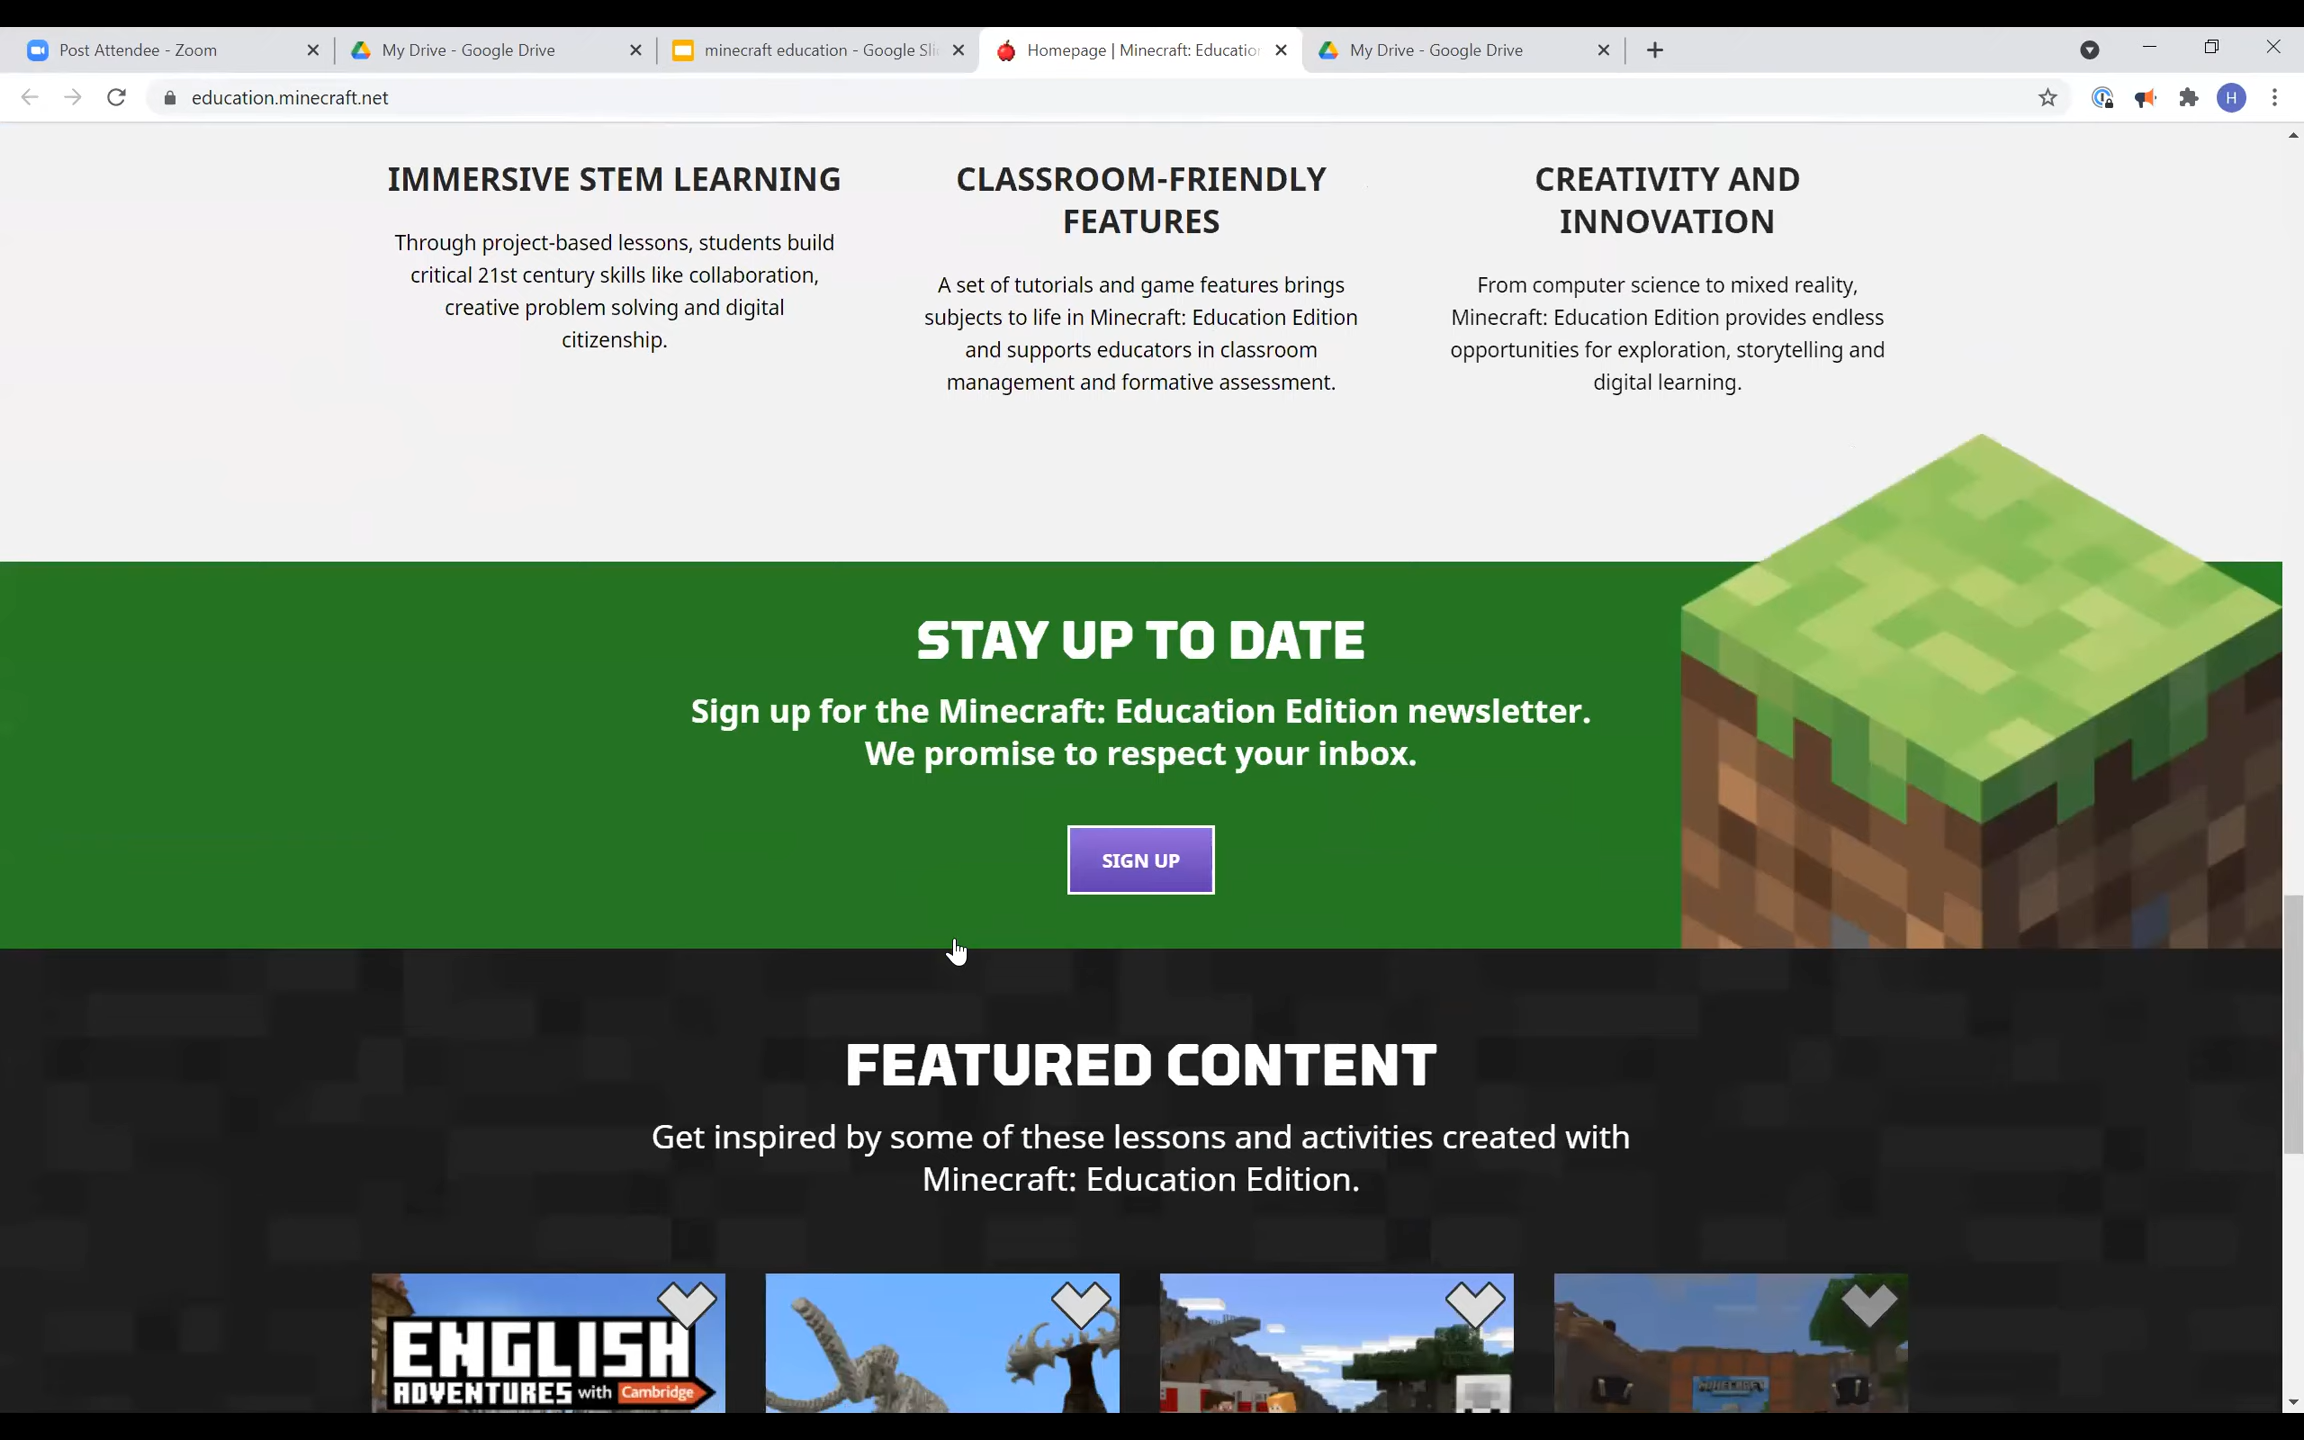 Post Attendee - Zoom
My Drive - Google Drive
minecraft education - Google Sli
Homepage | Minecraft: Education
My Drive - Google Drive
education.minecraft.net
H
IMMERSIVE STEM LEARNING
Through project-based lessons, students build
critical 21st century skills like collaboration,
creative problem solving and digital
citizenship.
CLASSROOM-FRIENDLY
FEATURES
A set of tutorials and game features brings
subjects to life in Minecraft: Education Edition
and supports educators in classroom
management and formative assessment.
CREATIVITY AND
INNOVATION
From computer science to mixed reality,
Minecraft: Education Edition provides endless
opportunities for exploration, storytelling and
digital learning.
STAY UP TO DATE
Sign up for the Minecraft: Education Edition newsletter.
We promise to respect your inbox.
SIGN UP
FEATURED CONTENT
Get inspired by some of these lessons and activities created with
Minecraft: Education Edition.
ENGLISH
ADVENTURES with Cambridge
MINECRAFT